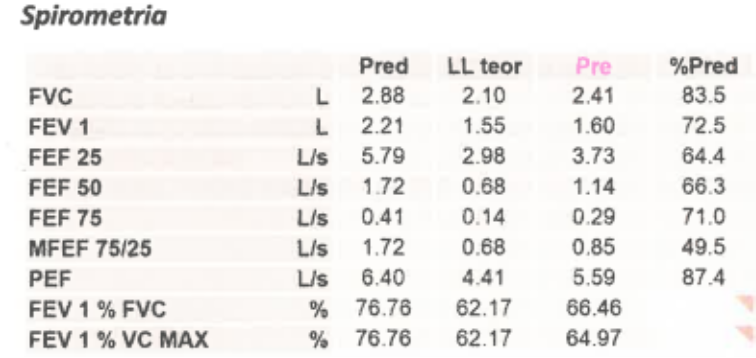 Spirometria
Pred LL teor Pre %Pred
FVC L 2.88 2.10 2.41 83.5
FEV 1 L 2.21 1.55 1.60 72.5
FEF 25 L/s 5.79 2.98 3.73 64.4
FEF 50 L/s 1.72 0.68 1.14 66.3
FEF 75 L/s 0.41 0.14 0.29 71.0
MFEF 75/25 L/s 1.72 0.68 0.85 49.5
PEF L/s 6.40 4.41 5.59 87.4
FEV 1 % FVC % 76.76 62.17 66.46
FEV 1 % VC MAX % 76.76 62.17 64.97